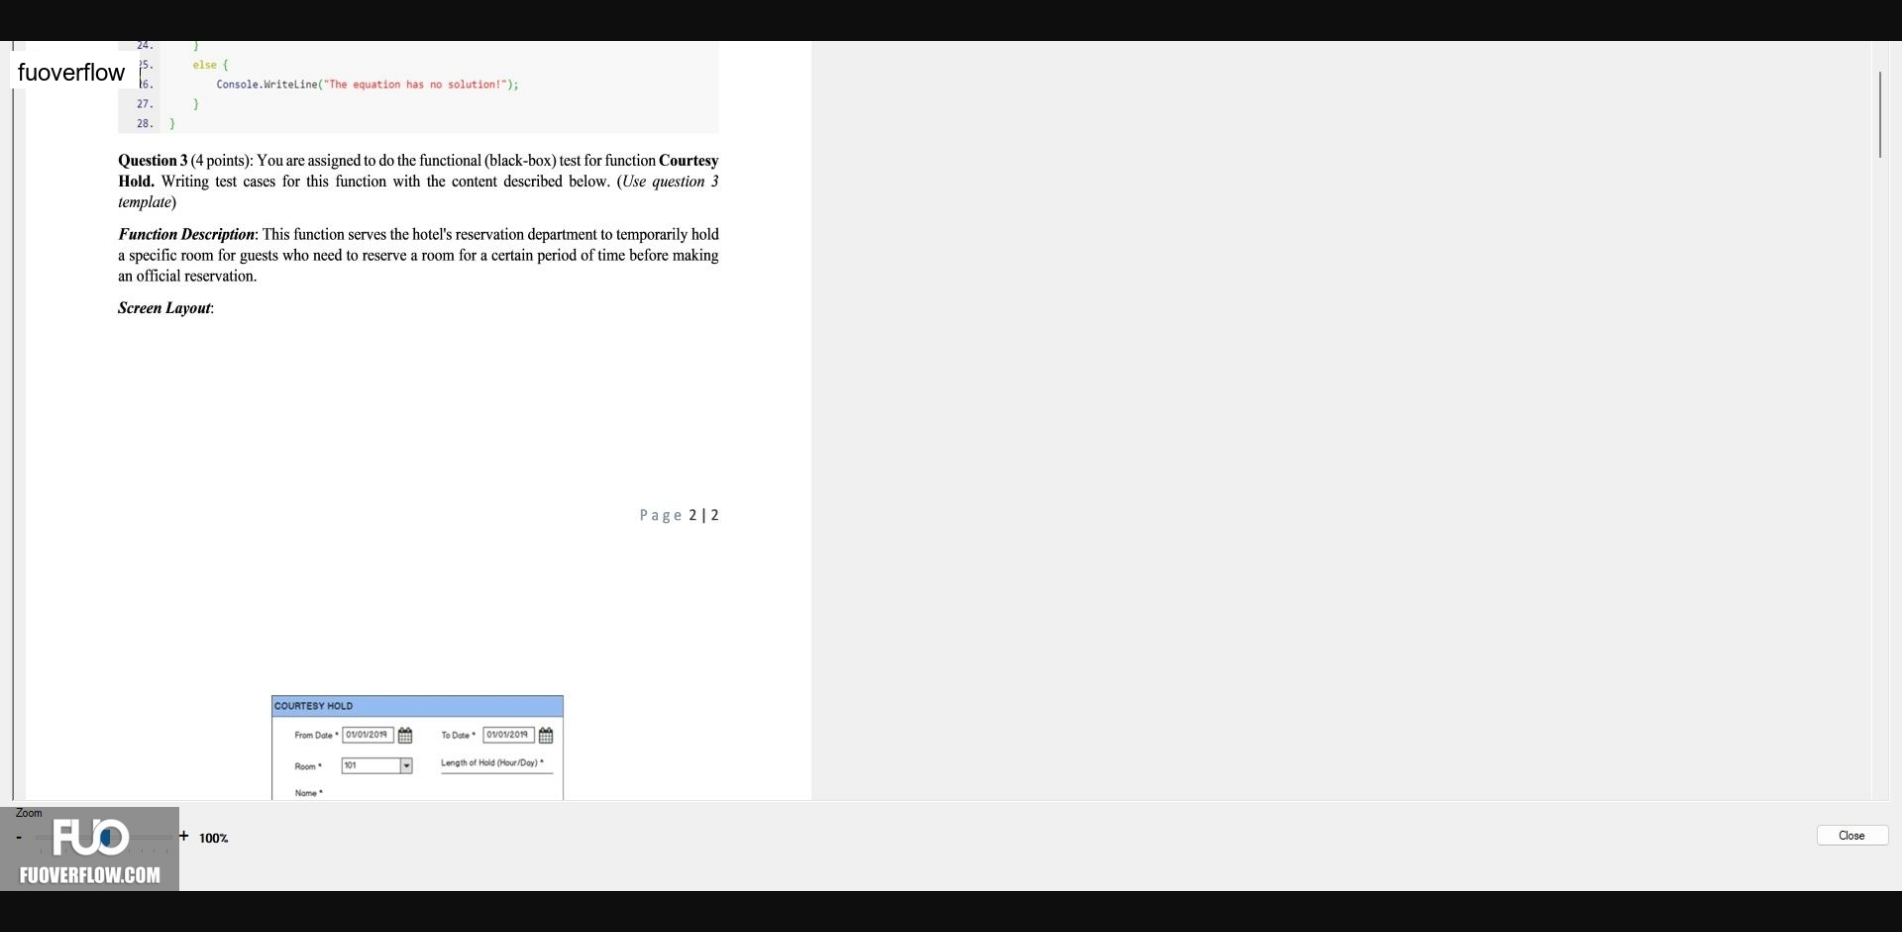 24. }
fuoverflow
25. else {
26. Console.WriteLine("The equation has no solution!");
27. }
28. }
Question 3 (4 points): You are assigned to do the functional (black-box) test for function Courtesy
Hold. Writing test cases for this function with the content described below. (Use question 3
template)
Function Description: This function serves the hotel's reservation department to temporarily hold
a specific room for guests who need to reserve a room for a certain period of time before making
an official reservation.
Screen Layout:
Page 2 | 2
COURTESY HOLD
From Date * 01/01/2019 To Date * 01/01/2019
Room * 101 Length of Hold (Hour/Day) *
Name *
Zoom
- + 100%
Close
FUO
FUOVERFLOW.COM